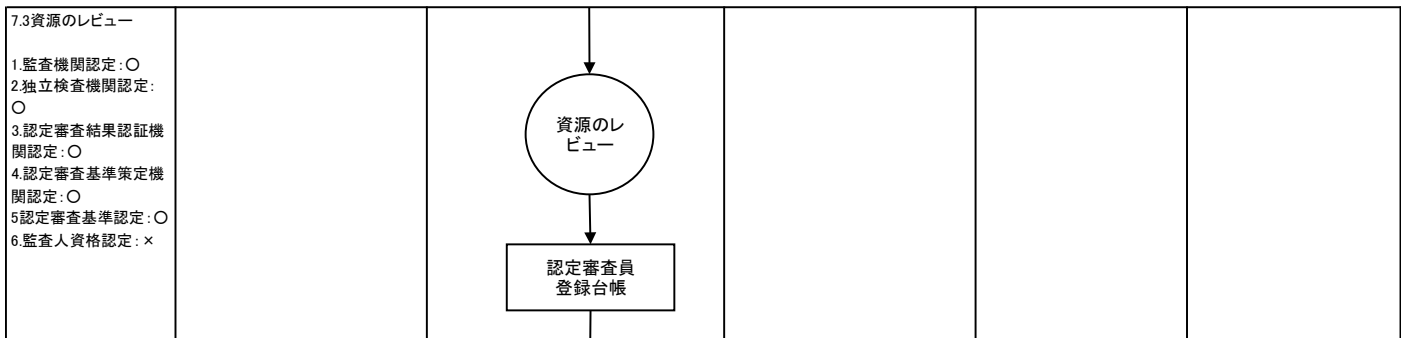 7.3資源のレビュー
1.監査機関認定:〇
2.独立検査機関認定:
〇
3.認定審査結果認証機
関認定:〇
4.認定審査基準策定機
関認定:〇
5認定審査基準認定:〇
6.監査人資格認定:×
資源のレ
ビュー
認定審査員
登録台帳